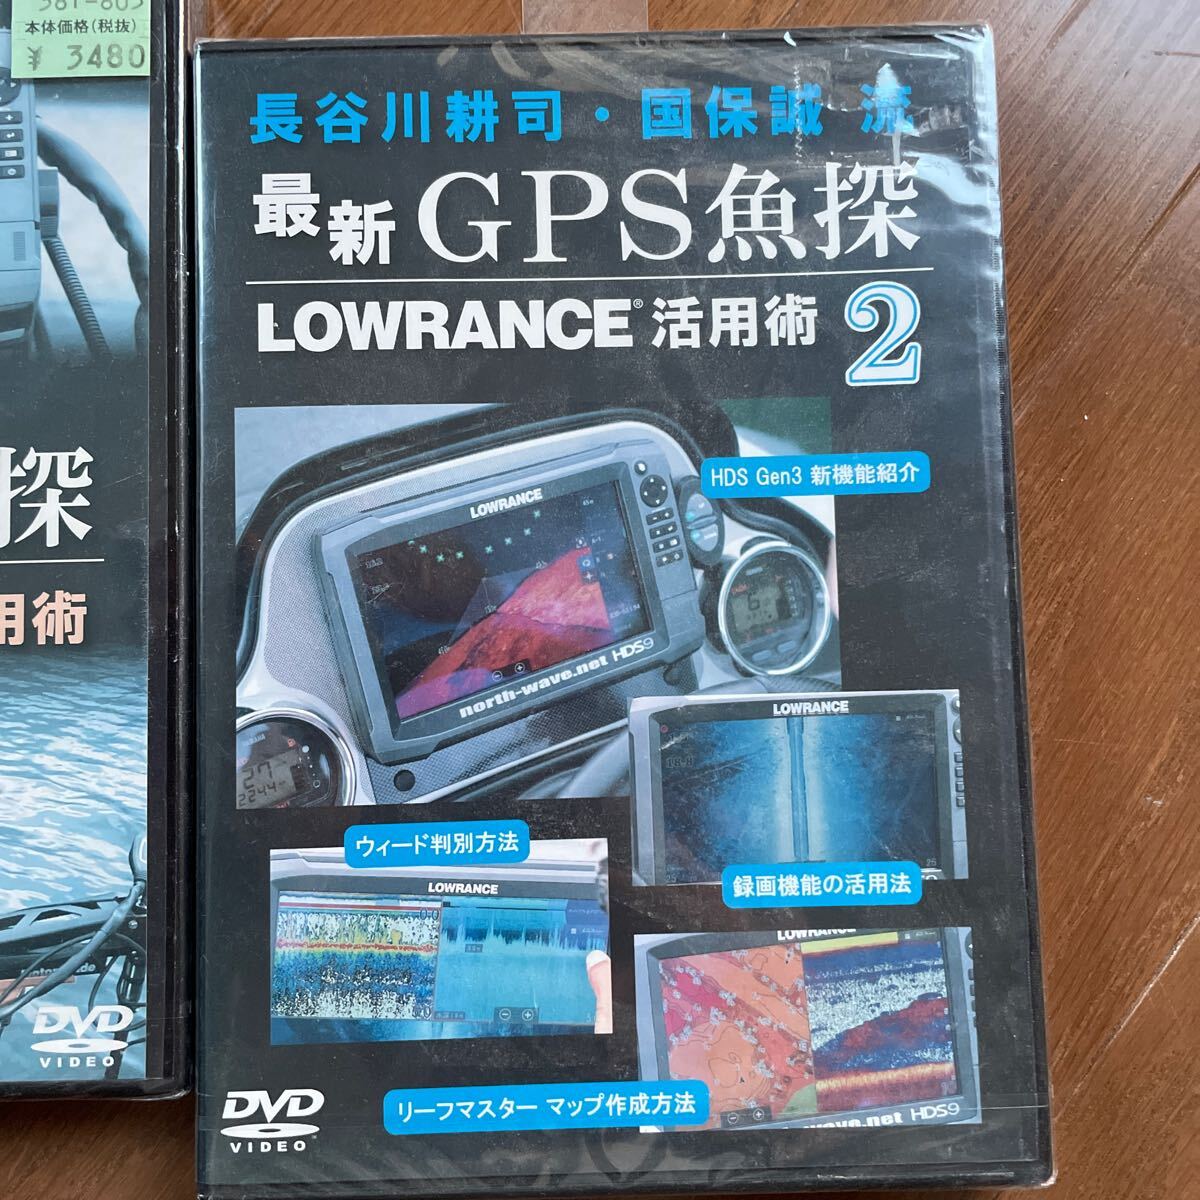 本体価格(税抜)
¥ 3480
探
用術
DVD
VIDEO
長谷川耕司・国保誠 流
最新 GPS魚探
LOWRANCE® 活用術 2
HDS Gen3 新機能紹介
LOWRANCE
north-wave.net HDS9
LOWRANCE
ウィード判別方法
録画機能の活用法
LOWRANCE
LOWRANCE
リーフマスター マップ作成方法
wave.net HDS9
DVD
VIDEO